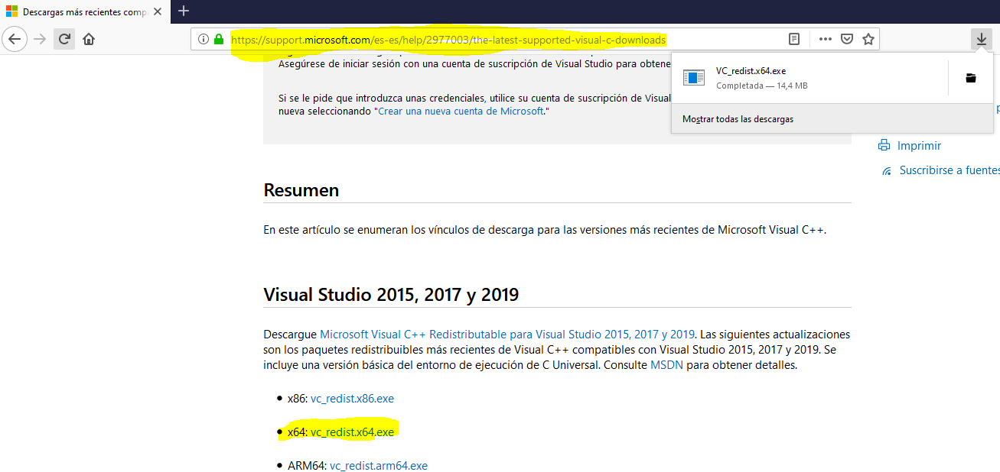 Descargas más recientes comp
https://support.microsoft.com/es-es/help/2977003/the-latest-supported-visual-c-downloads
Asegúrese de iniciar sesión con una cuenta de suscripción de Visual Studio para obtene
VC_redist.x64.exe
Completada — 14,4 MB
Mostrar todas las descargas
Si se le pide que introduzca unas credenciales, utilice su cuenta de suscripción de Visual
nueva seleccionando "Crear una nueva cuenta de Microsoft."
Imprimir
Suscribirse a fuentes
Resumen
En este artículo se enumeran los vínculos de descarga para las versiones más recientes de Microsoft Visual C++.
Visual Studio 2015, 2017 y 2019
Descargue Microsoft Visual C++ Redistributable para Visual Studio 2015, 2017 y 2019. Las siguientes actualizaciones
son los paquetes redistribuibles más recientes de Visual C++ compatibles con Visual Studio 2015, 2017 y 2019. Se
incluye una versión básica del entorno de ejecución de C Universal. Consulte MSDN para obtener detalles.
• x86: vc_redist.x86.exe
• x64: vc_redist.x64.exe
• ARM64: vc_redist.arm64.exe